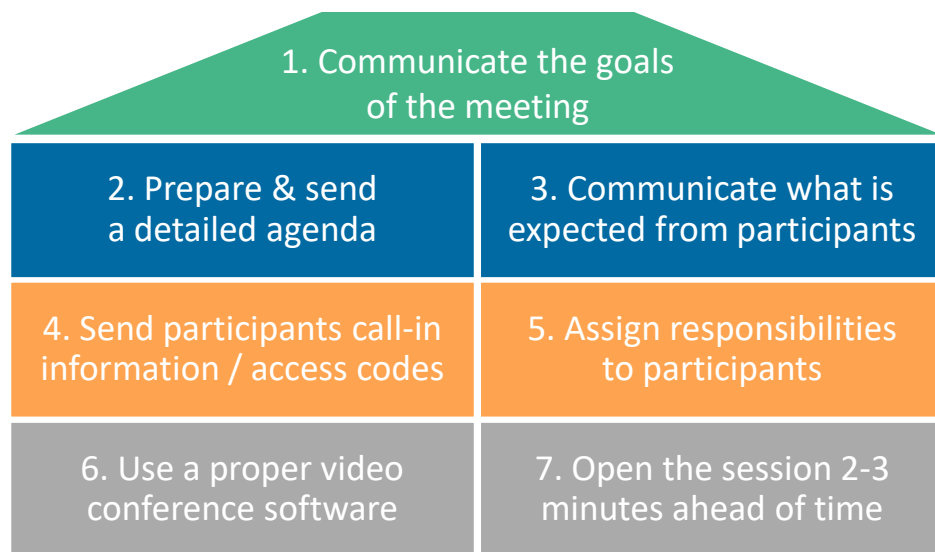 1. Communicate the goals
of the meeting
2. Prepare & send
a detailed agenda
3. Communicate what is
expected from participants
4. Send participants call-in
information / access codes
5. Assign responsibilities
to participants
6. Use a proper video
conference software
7. Open the session 2-3
minutes ahead of time